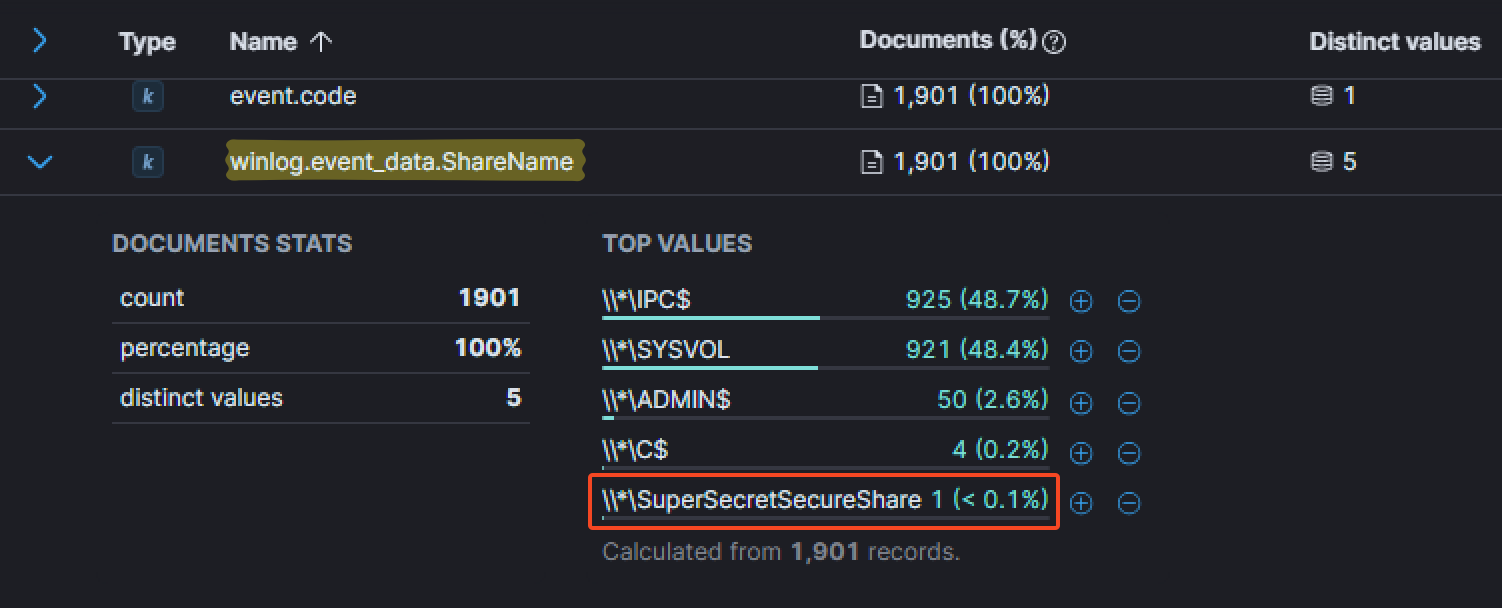 Type Name ↑ Documents (%) ? Distinct values
k event.code 1,901 (100%) 1
k winlog.event_data.ShareName 1,901 (100%) 5
DOCUMENTS STATS
count 1901
percentage 100%
distinct values 5
TOP VALUES
\\*\IPC$ 925 (48.7%)
\\*\SYSVOL 921 (48.4%)
\\*\ADMIN$ 50 (2.6%)
\\*\C$ 4 (0.2%)
\\*\SuperSecretSecureShare 1 (< 0.1%)
Calculated from 1,901 records.